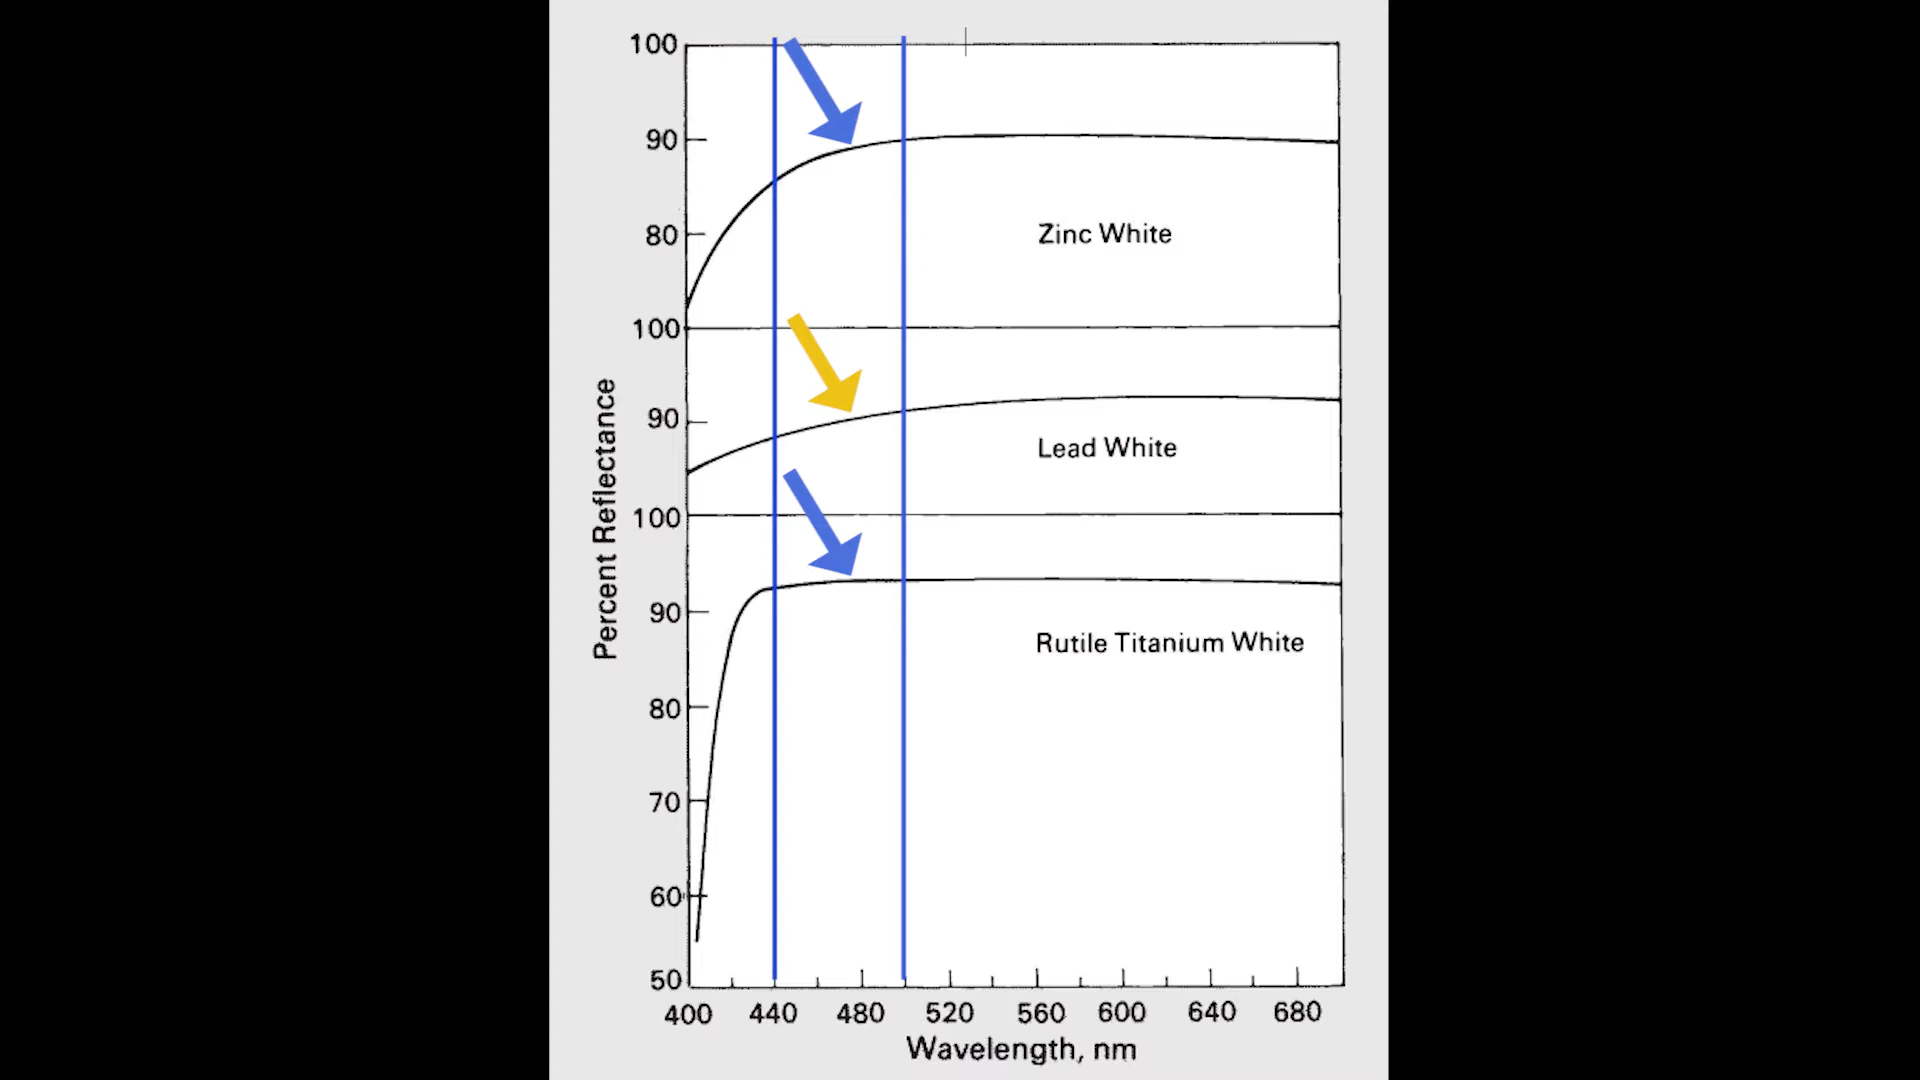 100
90
80
Zinc White
100
90
Lead White
100
90
Rutile Titanium White
80
70
60
50
Percent Reflectance
400 440 480 520 560 600 640 680
Wavelength, nm